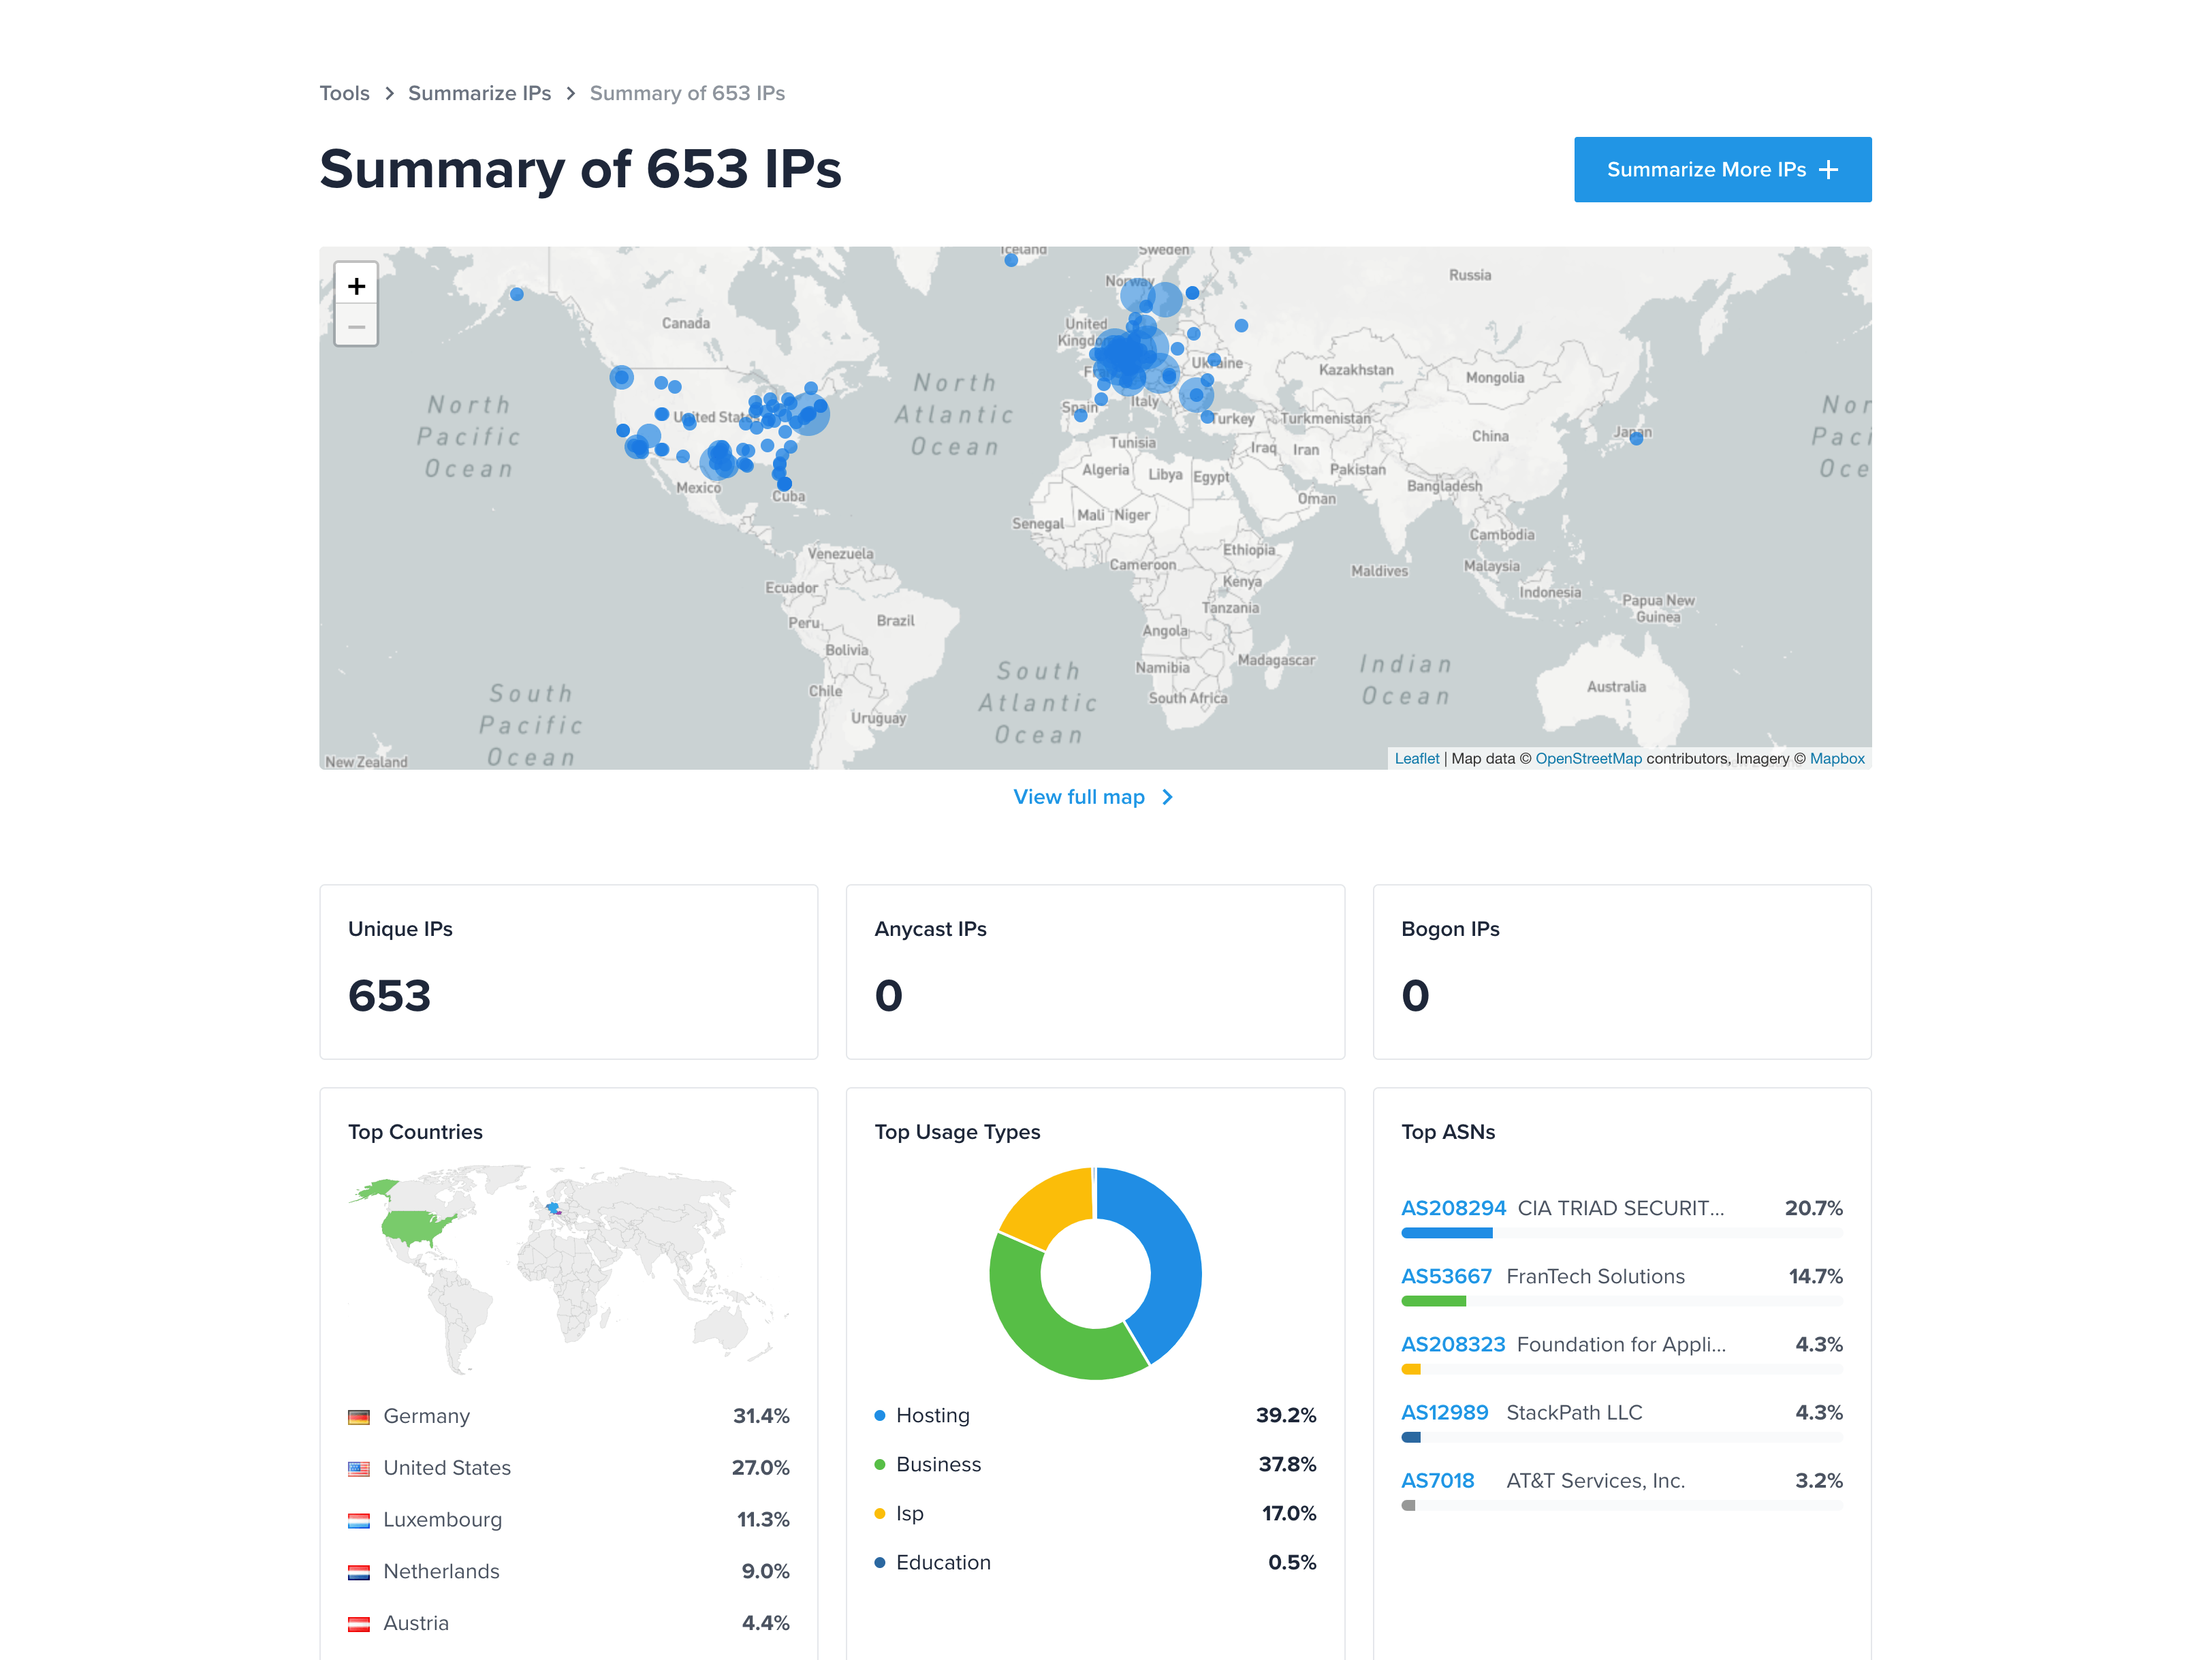 Tools > Summarize IPs > Summary of 653 IPs
Summary of 653 IPs
Summarize More IPs +
+
−
Iceland
Sweden
Norway
Russia
Canada
United
Kingdom
Ukraine
Kazakhstan
Mongolia
North
Atlantic
Ocean
North
Pacific
Ocean
United States
Spain
Italy
Turkey
Turkmenistan
China
Japan
Nor
Paci
Oce
Tunisia
Iraq
Iran
Algeria
Libya
Egypt
Pakistan
Mexico
Cuba
Oman
Bangladesh
Senegal
Mali
Niger
Cambodia
Venezuela
Ethiopia
Cameroon
Maldives
Malaysia
Ecuador
Kenya
Indonesia
Tanzania
Papua New
Guinea
Peru
Brazil
Angola
Bolivia
South
Atlantic
Ocean
Namibia
Madagascar
Indian
Ocean
South
Pacific
Ocean
Chile
South Africa
Australia
Uruguay
New Zealand
Leaflet | Map data © OpenStreetMap contributors, Imagery © Mapbox
View full map >
Unique IPs
653
Anycast IPs
0
Bogon IPs
0
Top Countries
Germany 31.4%
United States 27.0%
Luxembourg 11.3%
Netherlands 9.0%
Austria 4.4%
Top Usage Types
Hosting 39.2%
Business 37.8%
Isp 17.0%
Education 0.5%
Top ASNs
AS208294 CIA TRIAD SECURIT... 20.7%
AS53667 FranTech Solutions 14.7%
AS208323 Foundation for Appli... 4.3%
AS12989 StackPath LLC 4.3%
AS7018 AT&T Services, Inc. 3.2%